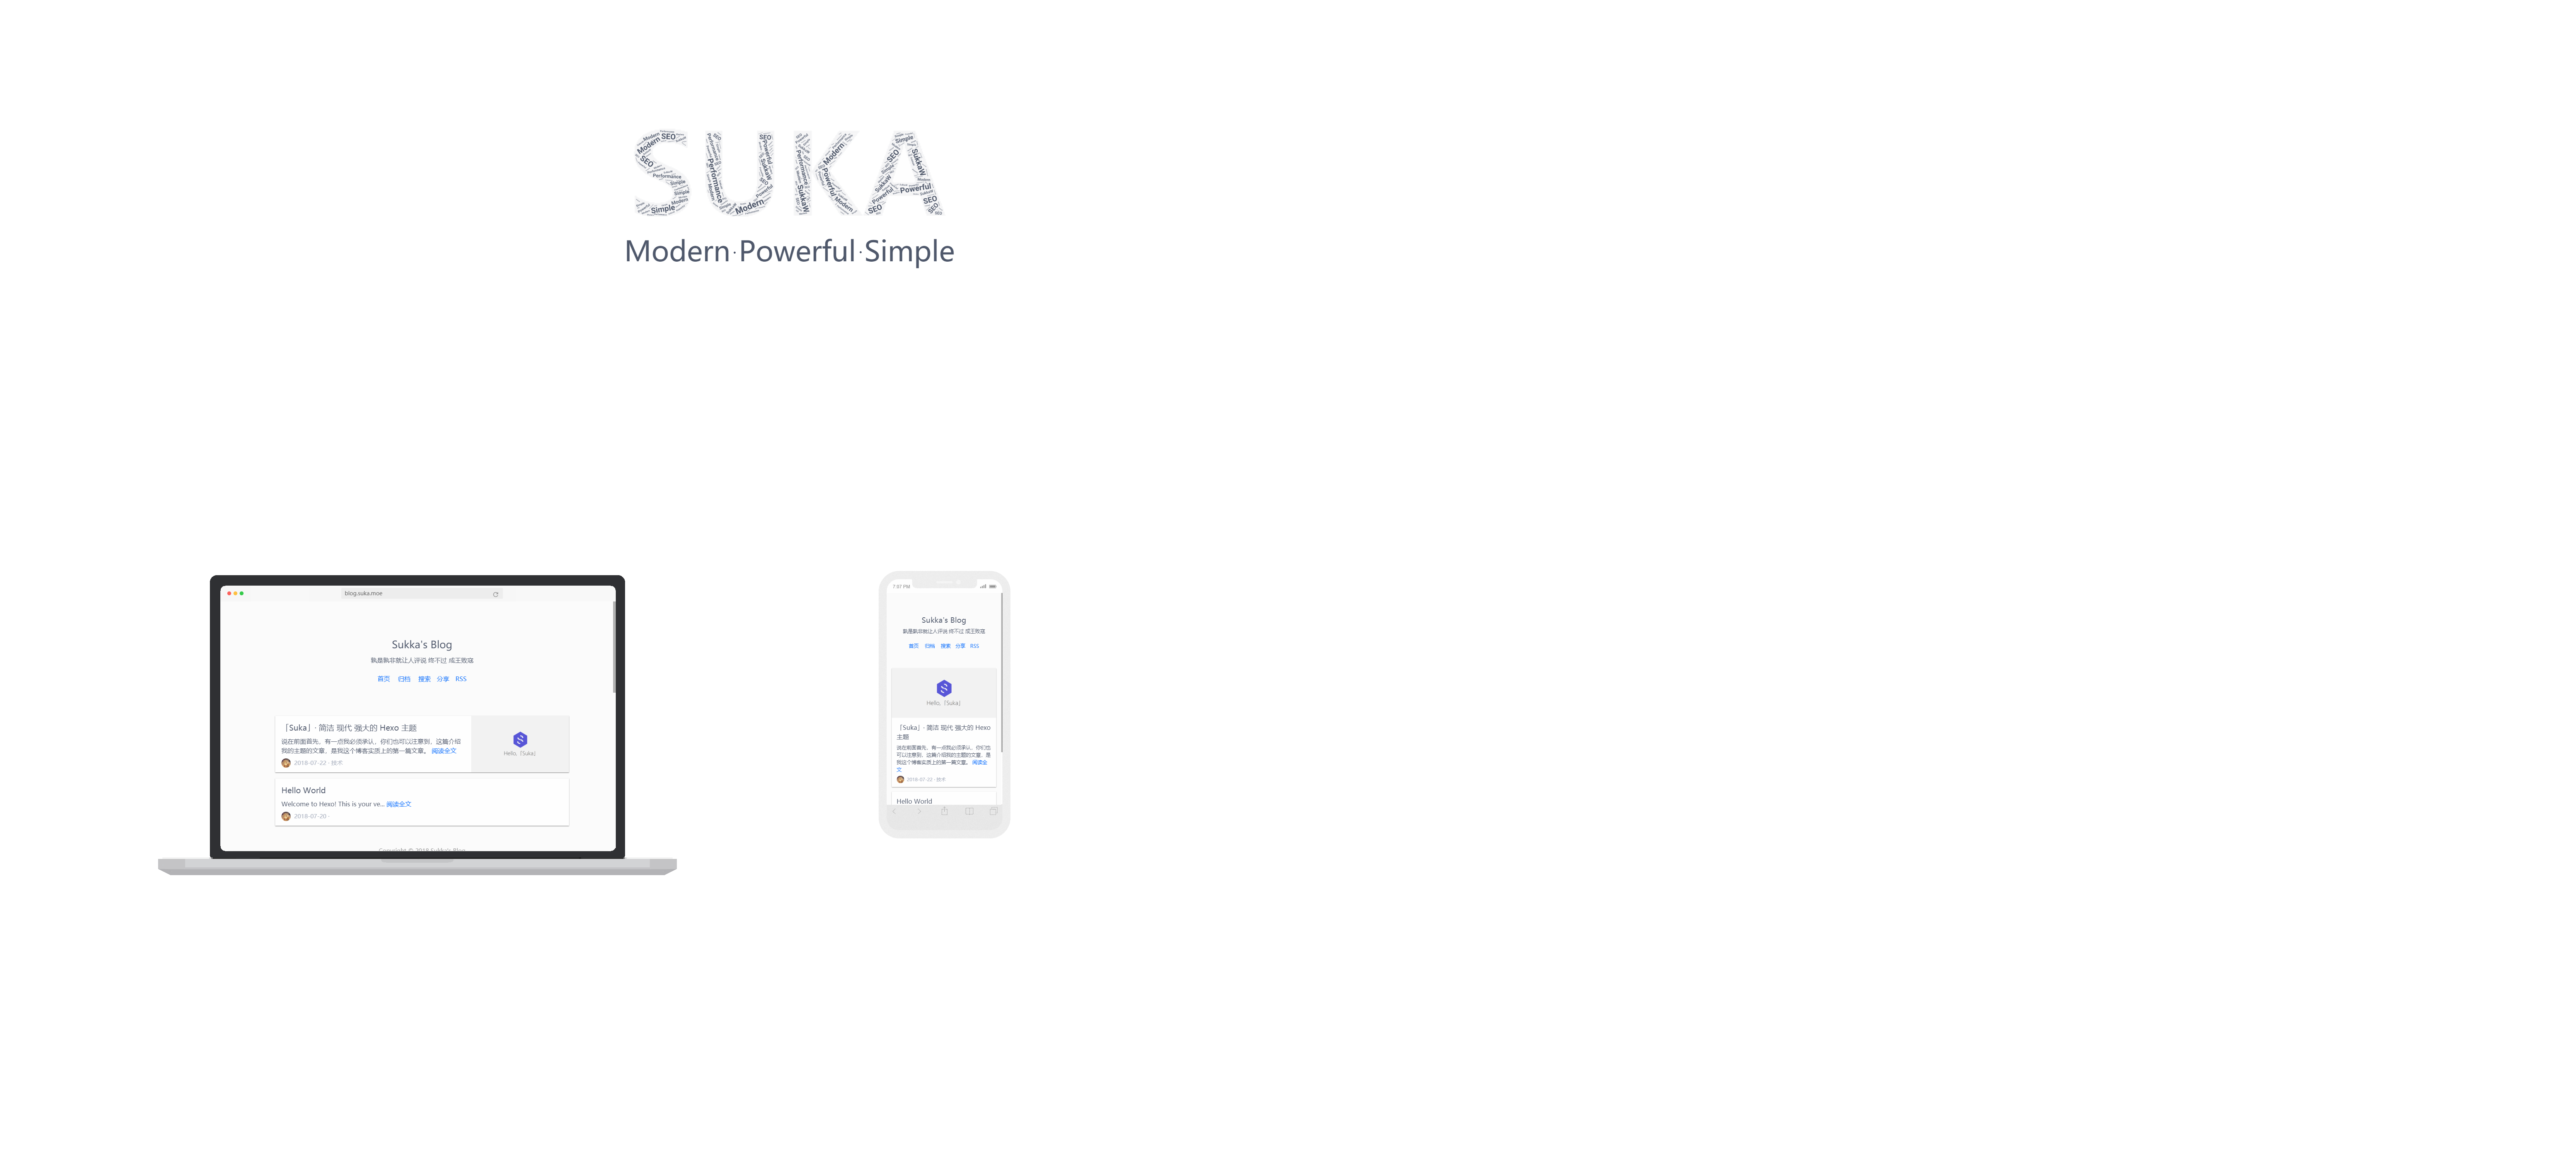 SUKA
Modern·Powerful·Simple
blog.suka.moe
Sukka's Blog
孰是孰非就让人评说 终不过 成王败寇
首页 归档 搜索 分享 RSS
「Suka」· 简洁 现代 强大的 Hexo 主题
说在前面首先,有一点我必须承认,你们也可以注意到,这篇介绍
我的主题的文章,是我这个博客实质上的第一篇文章。 阅读全文
2018-07-22 · 技术
Hello,「Suka」
Hello World
Welcome to Hexo! This is your ve... 阅读全文
2018-07-20 ·
Copyright © 2018 Sukka's Blog
7:07 PM
Sukka's Blog
孰是孰非就让人评说 终不过 成王败寇
首页 归档 搜索 分享 RSS
Hello,「Suka」
「Suka」· 简洁 现代 强大的 Hexo
主题
说在前面首先,有一点我必须承认,你们也
可以注意到,这篇介绍我的主题的文章,是
我这个博客实质上的第一篇文章。 阅读全
文
2018-07-22 · 技术
Hello World